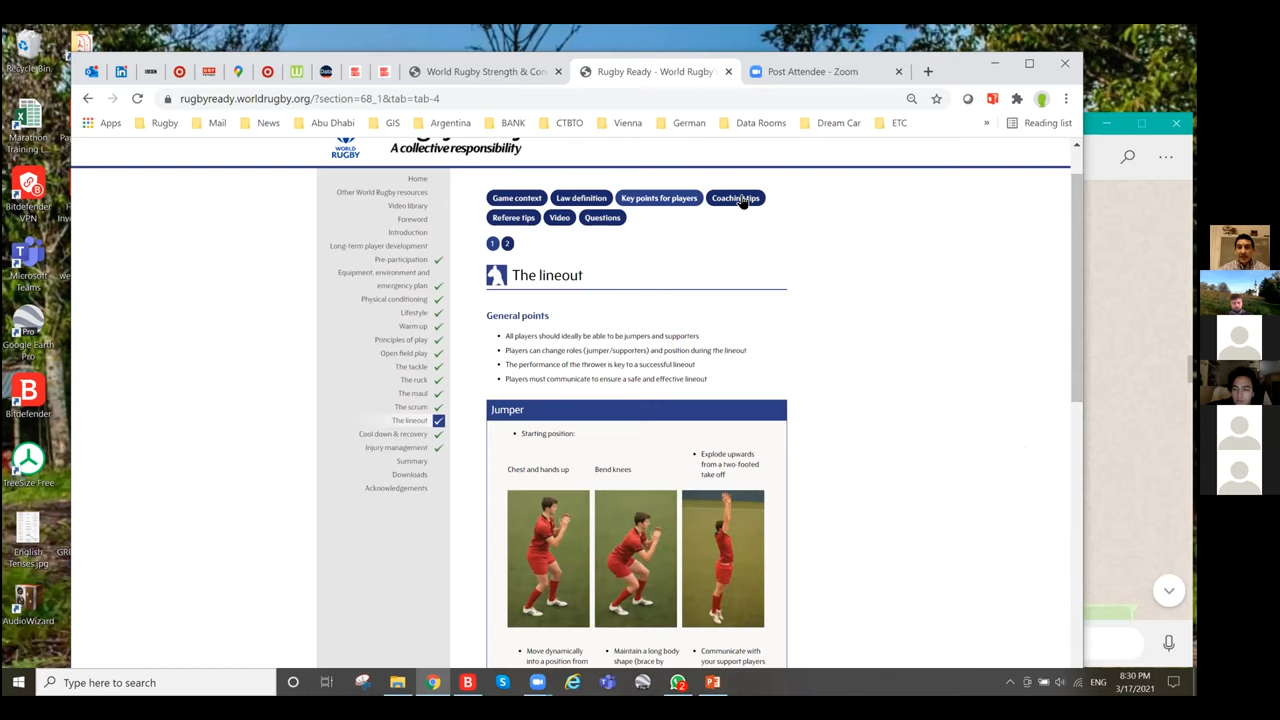 World Rugby Strength & Con
Rugby Ready - World Rugby's
Post Attendee - Zoom
rugbyready.worldrugby.org/?section=68_1&tab=tab-4
Apps
Rugby
Mail
News
Abu Dhabi
GIS
Argentina
BANK
CTBTO
Vienna
German
Data Rooms
Dream Car
ETC
»
Reading list
WORLD
RUGBY
A collective responsibility
Home
Other World Rugby resources
Video library
Foreword
Introduction
Long-term player development
Pre-participation
Equipment, environment and
emergency plan
Physical conditioning
Lifestyle
Warm up
Principles of play
Open field play
The tackle
The ruck
The maul
The scrum
The lineout
Cool down & recovery
Injury management
Summary
Downloads
Acknowledgements
Game context
Law definition
Key points for players
Coaching tips
Referee tips
Video
Questions
1 2
The lineout
General points
• All players should ideally be able to be jumpers and supporters
• Players can change roles (jumper/supporters) and position during the lineout
• The performance of the thrower is key to a successful lineout
• Players must communicate to ensure a safe and effective lineout
Jumper
• Starting position:
Chest and hands up
Bend knees
• Explode upwards
from a two-footed
take off
• Move dynamically
into a position from
• Maintain a long body
shape (brace by
• Communicate with
your support players
Recycle Bin
Marathon
Training I...
Bitdefender
VPN
Microsoft
Teams
Google Earth
Pro
Bitdefender
TreeSize Free
English
Tenses.jpg
AudioWizard
Type here to search
2
ENG
8:30 PM
3/17/2021